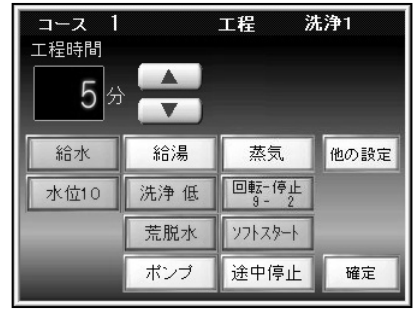 コース 1 工程 洗浄1
工程時間
5分
▲
▼
給水 給湯 蒸気 他の設定
水位10 洗浄 低 回転-停止
9- 2
荒脱水 ソフトスタート
ポンプ 途中停止 確定